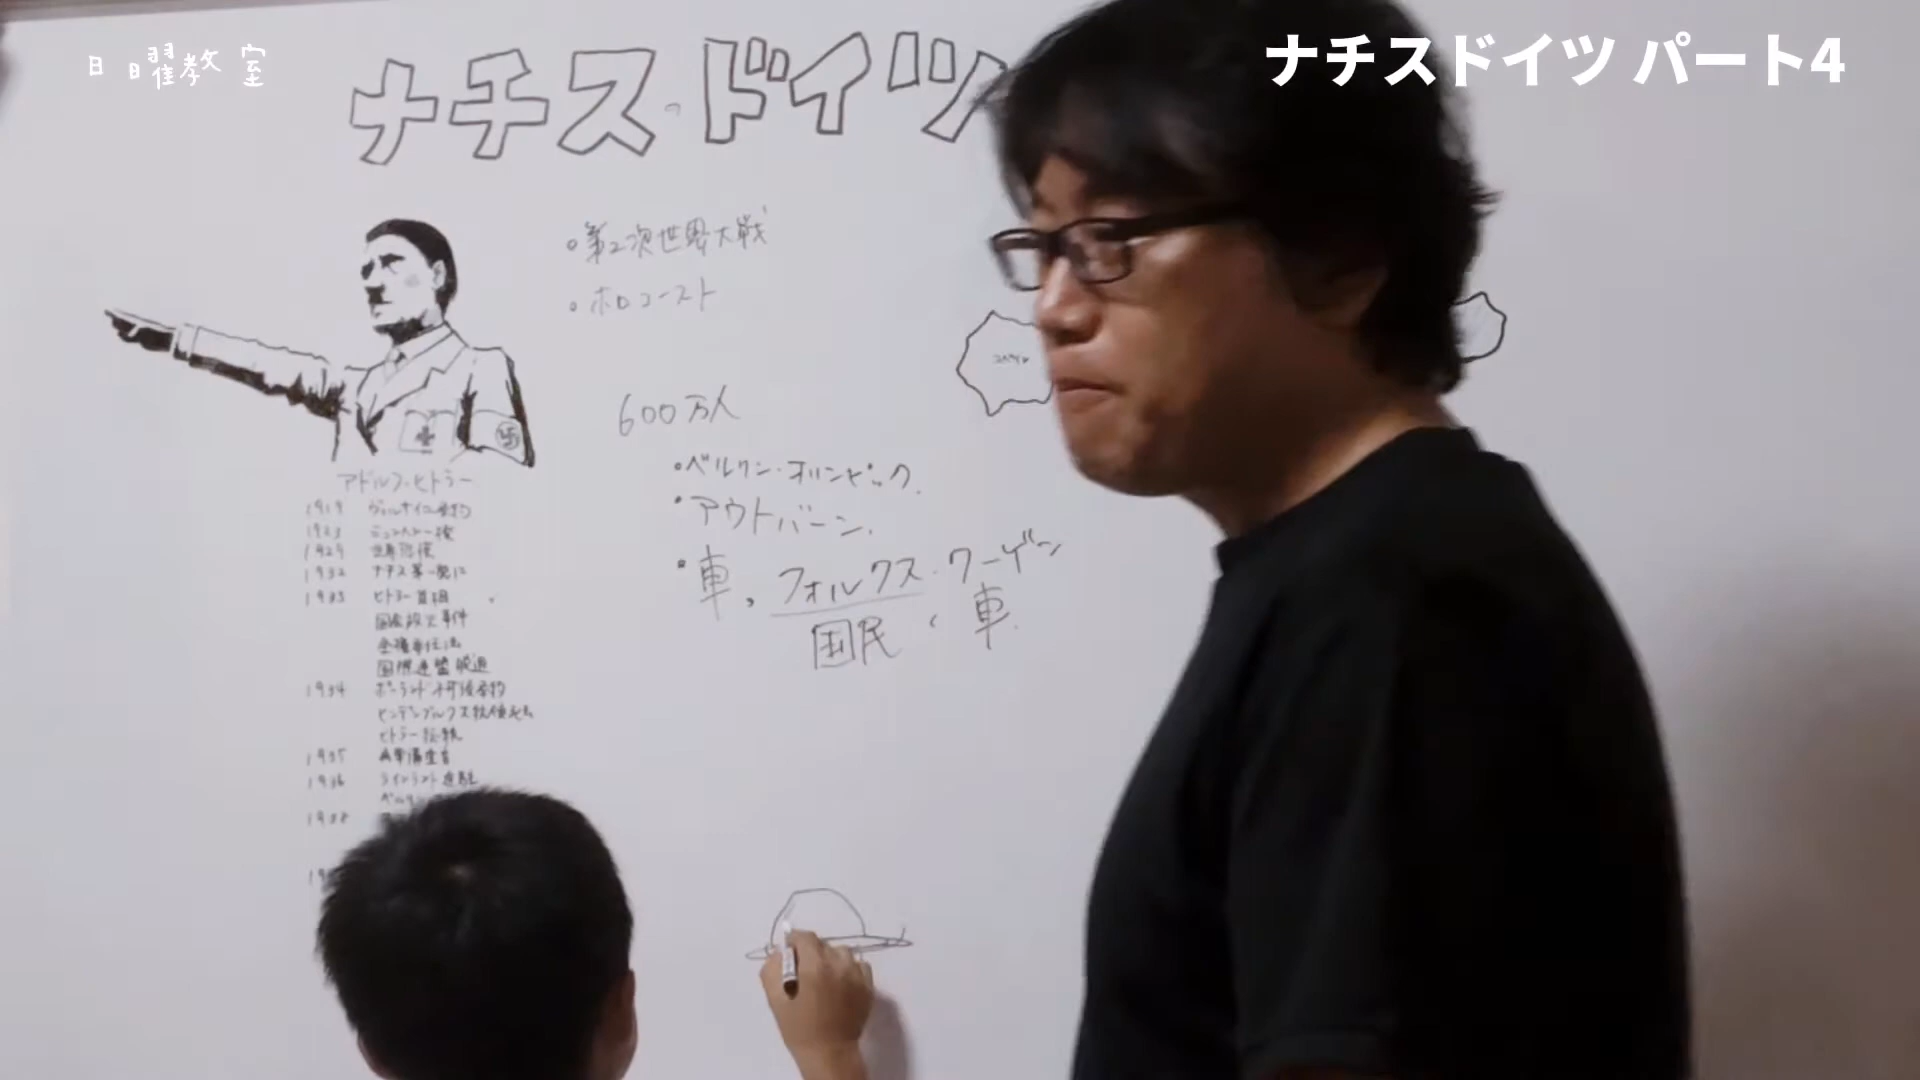 日日曜教室
ナチスドイツ パート4
ナチス・ドイツ
・第2次世界大戦
・ホロコースト
600万人
・ベルリン・オリンピック.
・アウトバーン.
・車, フォルクス・ワーゲン
国民 車.
スペイン
アドルフ・ヒトラー
1919 ヴェルサイユ条約
1923 ミュンヘン一揆
1929 世界恐慌
1932 ナチス第一党に
1933 ヒトラー首相
国会放火事件
全権委任法
国際連盟脱退
1934 ポーランド不可侵条約
ヒンデンブルク大統領死去
ヒトラー総統
1935 再軍備宣言
1936 ラインラント進駐
ベルリン
1938